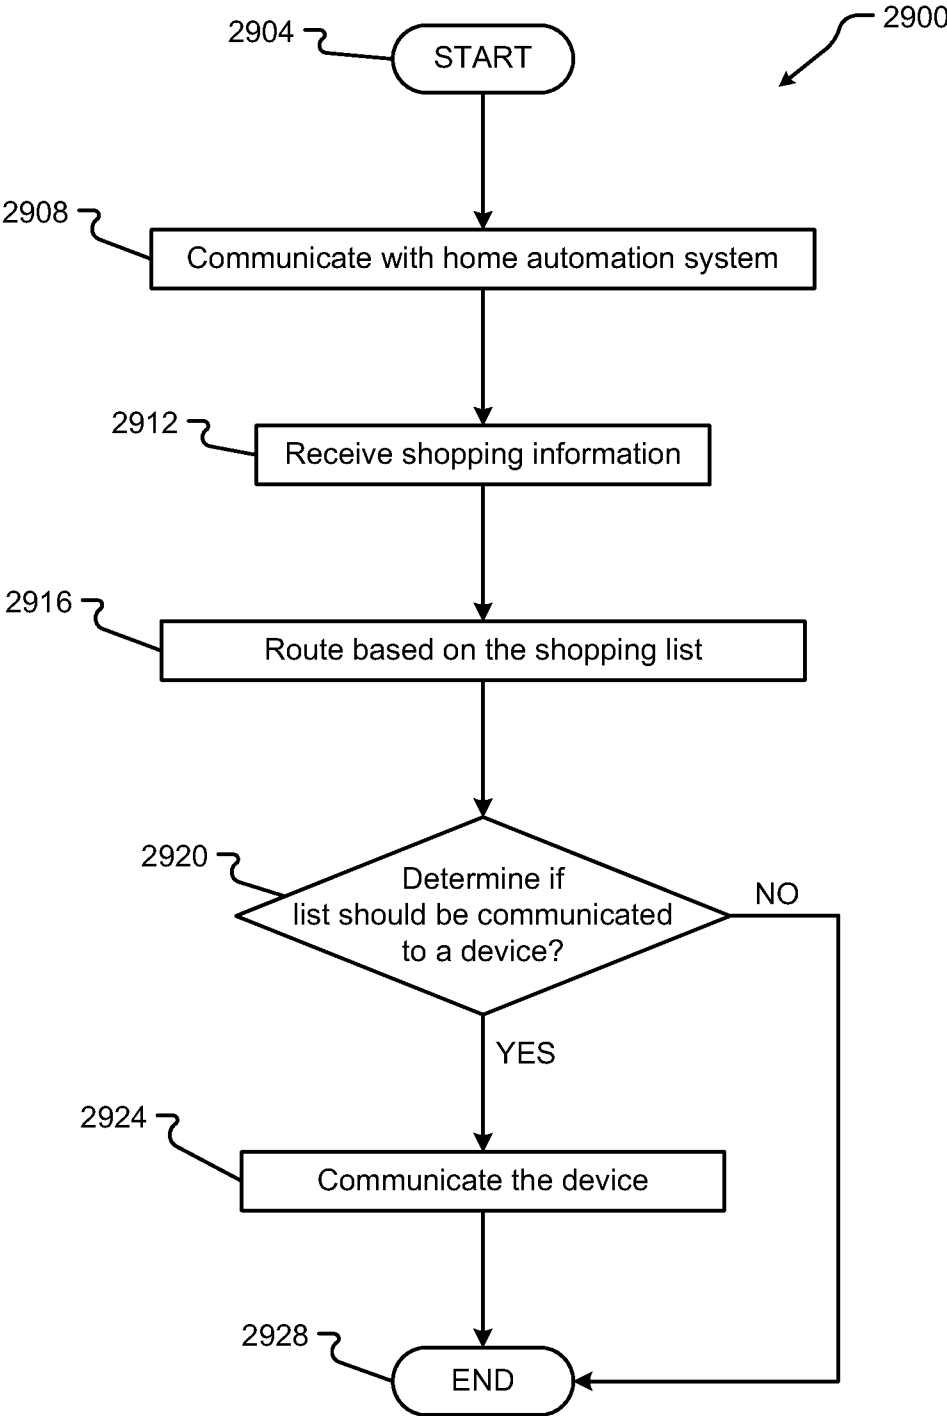 2900
2904
START
2908
Communicate with home automation system
2912
Receive shopping information
2916
Route based on the shopping list
2920
Determine if
list should be communicated
to a device?
NO
YES
2924
Communicate the device
2928
END